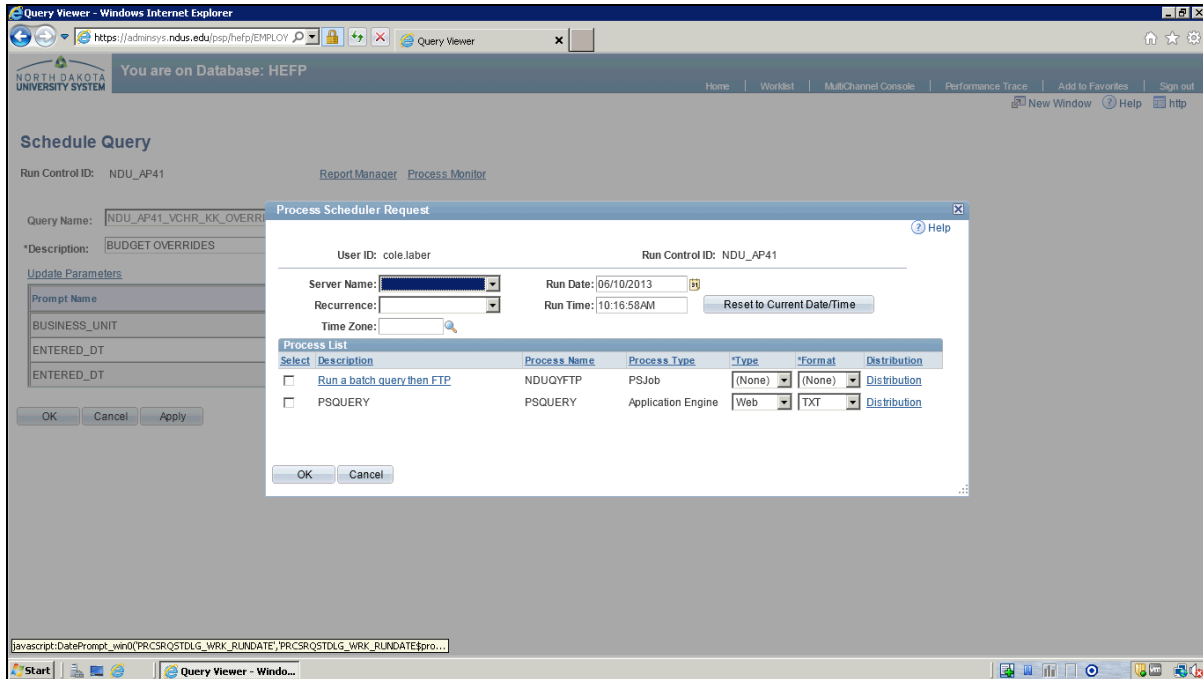 Query Viewer - Windows Internet Explorer
https://adminsys.ndus.edu/psp/hefp/EMPLOY
Query Viewer
NORTH DAKOTA
UNIVERSITY SYSTEM
You are on Database: HEFP
Home | Worklist | MultiChannel Console | Performance Trace | Add to Favorites | Sign out
New Window Help http
Schedule Query
Run Control ID: NDU_AP41 Report Manager Process Monitor
Query Name: NDU_AP41_VCHR_KK_OVERRI
*Description: BUDGET OVERRIDES
Update Parameters
Prompt Name
BUSINESS_UNIT
ENTERED_DT
ENTERED_DT
OK Cancel Apply
Process Scheduler Request
Help
User ID: cole.laber Run Control ID: NDU_AP41
Server Name: Run Date: 06/10/2013
Recurrence: Run Time: 10:16:58AM Reset to Current Date/Time
Time Zone:
Process List
Select Description Process Name Process Type *Type *Format Distribution
Run a batch query then FTP NDUQYFTP PSJob (None) (None) Distribution
PSQUERY PSQUERY Application Engine Web TXT Distribution
OK Cancel
javascript:DatePrompt_win0('PRCSRQSTDLG_WRK_RUNDATE','PRCSRQSTDLG_WRK_RUNDATE$pro...
Start Query Viewer - Windo...